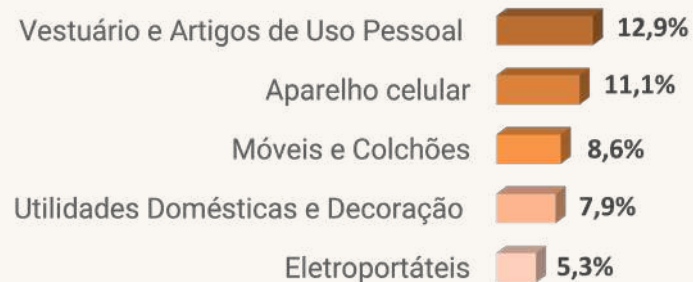 Vestuário e Artigos de Uso Pessoal 12,9%
Aparelho celular 11,1%
Móveis e Colchões 8,6%
Utilidades Domésticas e Decoração 7,9%
Eletroportáteis 5,3%